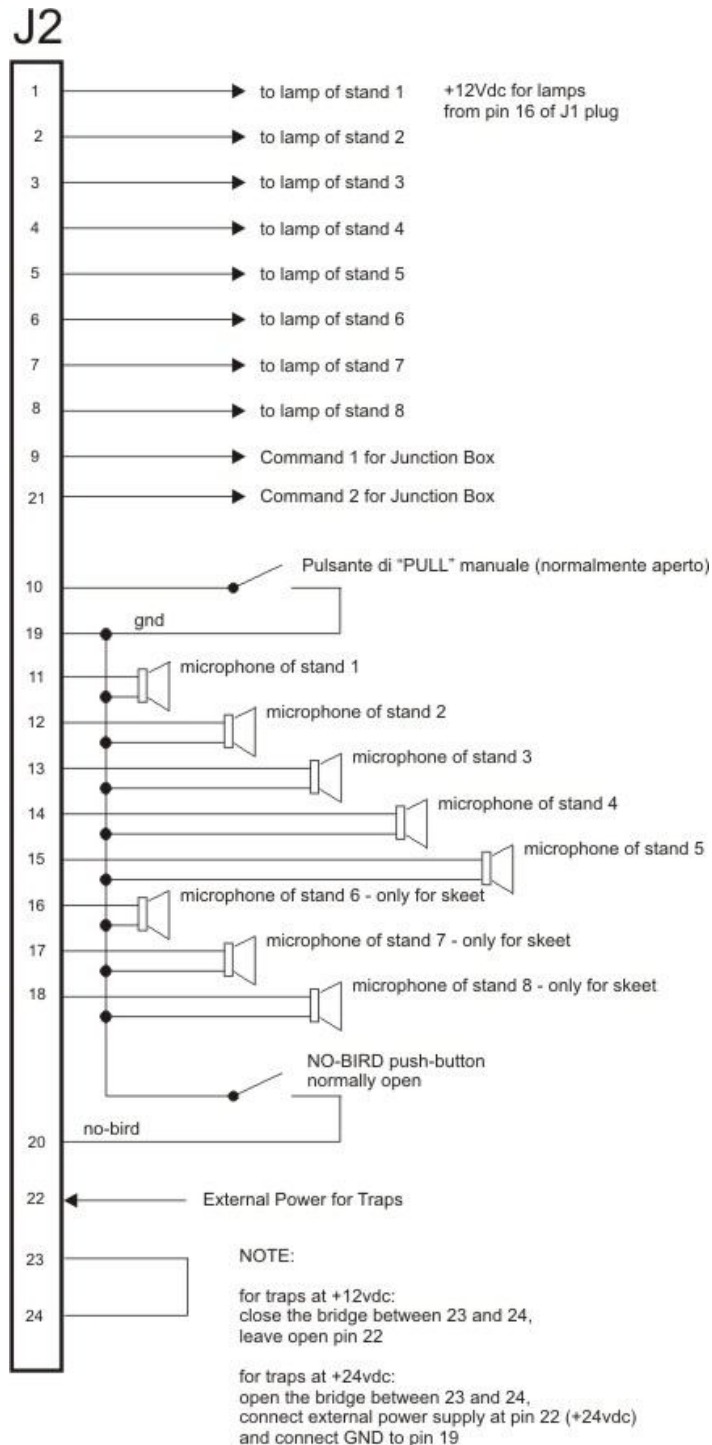 J2
1 to lamp of stand 1 +12Vdc for lamps
from pin 16 of J1 plug
2 to lamp of stand 2
3 to lamp of stand 3
4 to lamp of stand 4
5 to lamp of stand 5
6 to lamp of stand 6
7 to lamp of stand 7
8 to lamp of stand 8
9 Command 1 for Junction Box
21 Command 2 for Junction Box
Pulsante di "PULL" manuale (normalmente aperto)
10
gnd
19
microphone of stand 1
11
microphone of stand 2
12
microphone of stand 3
13
microphone of stand 4
14
microphone of stand 5
15
microphone of stand 6 - only for skeet
16
microphone of stand 7 - only for skeet
17
microphone of stand 8 - only for skeet
18
NO-BIRD push-button
normally open
no-bird
20
22 External Power for Traps
23
24
NOTE:
for traps at +12vdc:
close the bridge between 23 and 24,
leave open pin 22
for traps at +24vdc:
open the bridge between 23 and 24,
connect external power supply at pin 22 (+24vdc)
and connect GND to pin 19